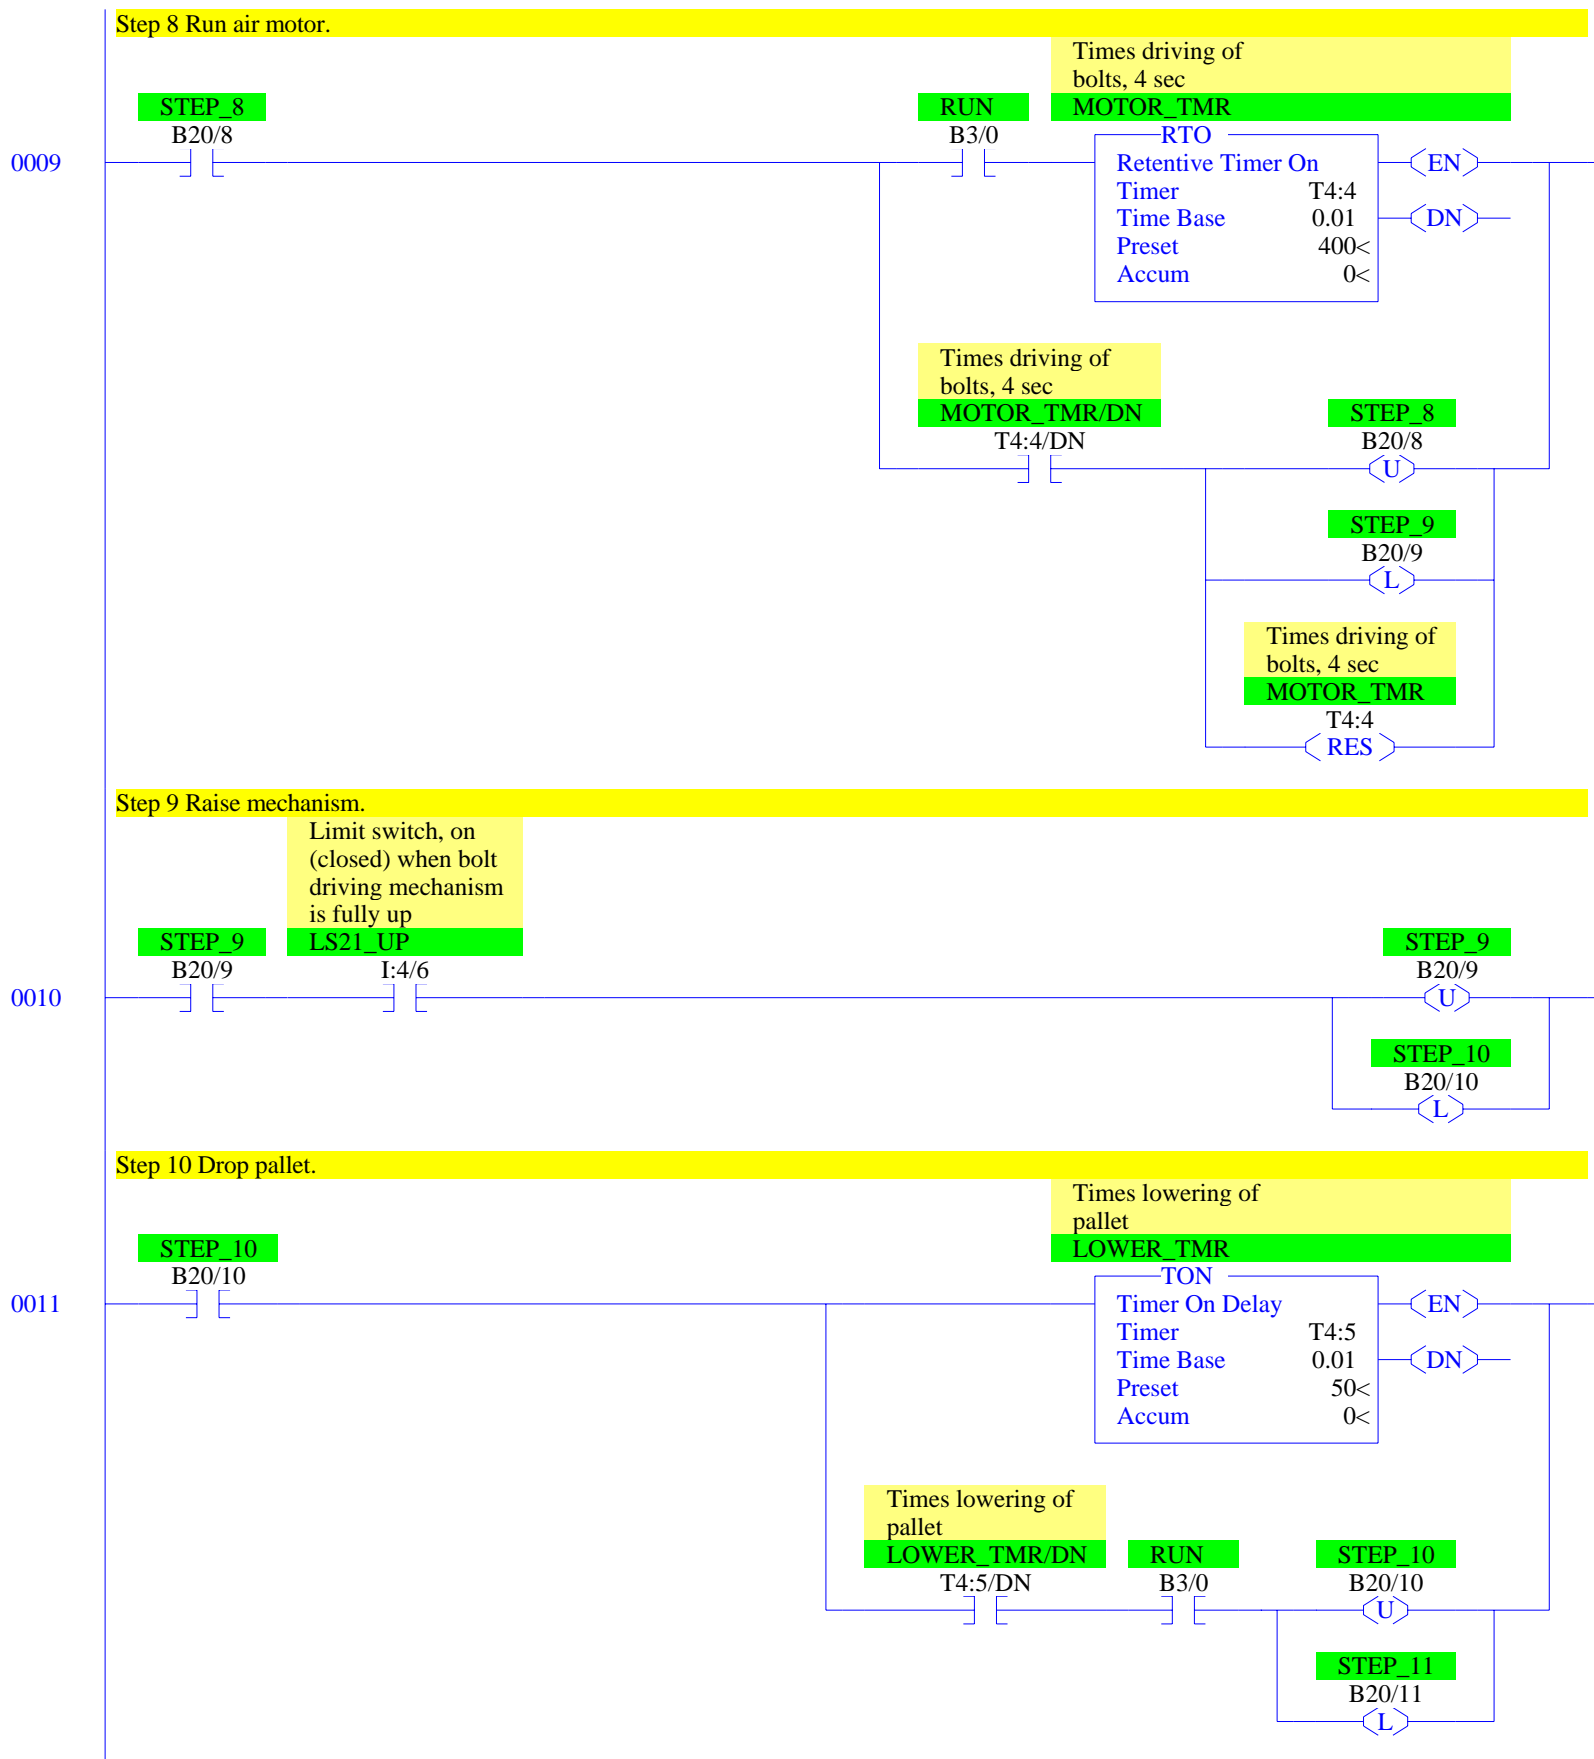 Step 8 Run air motor.
Times driving of
bolts, 4 sec
STEP_8
RUN
MOTOR_TMR
B20/8
B3/0
RTO
0009
Retentive Timer On
EN
Timer T4:4
Time Base 0.01
DN
Preset 400<
Accum 0<
Times driving of
bolts, 4 sec
MOTOR_TMR/DN
STEP_8
T4:4/DN
B20/8
U
STEP_9
B20/9
L
Times driving of
bolts, 4 sec
MOTOR_TMR
T4:4
RES
Step 9 Raise mechanism.
Limit switch, on
(closed) when bolt
driving mechanism
is fully up
STEP_9
LS21_UP
STEP_9
B20/9
I:4/6
B20/9
0010
U
STEP_10
B20/10
L
Step 10 Drop pallet.
Times lowering of
pallet
STEP_10
LOWER_TMR
B20/10
TON
0011
Timer On Delay
EN
Timer T4:5
Time Base 0.01
DN
Preset 50<
Accum 0<
Times lowering of
pallet
LOWER_TMR/DN
RUN
STEP_10
T4:5/DN
B3/0
B20/10
U
STEP_11
B20/11
L